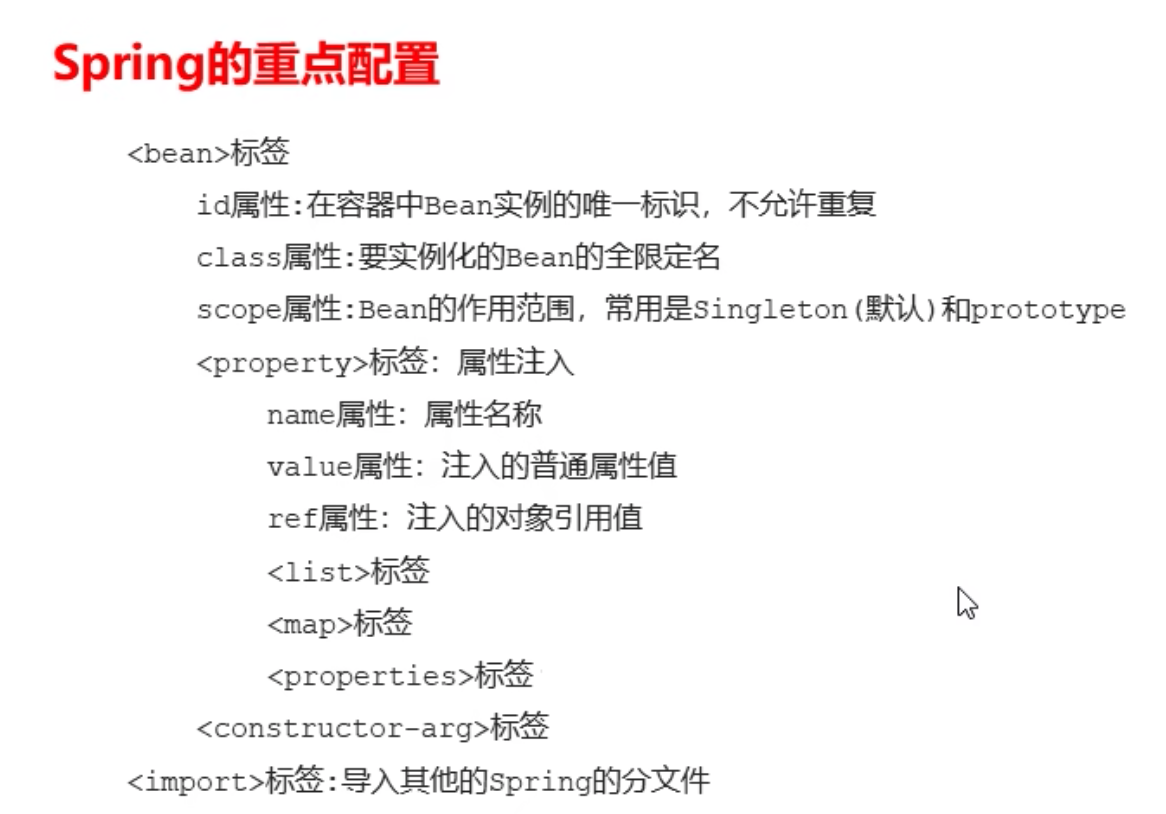 Spring的重点配置
<bean>标签
id属性:在容器中Bean实例的唯一标识，不允许重复
class属性:要实例化的Bean的全限定名
scope属性:Bean的作用范围，常用是Singleton(默认)和prototype
<property>标签：属性注入
name属性：属性名称
value属性：注入的普通属性值
ref属性：注入的对象引用值
<list>标签
<map>标签
<properties>标签
<constructor-arg>标签
<import>标签:导入其他的Spring的分文件